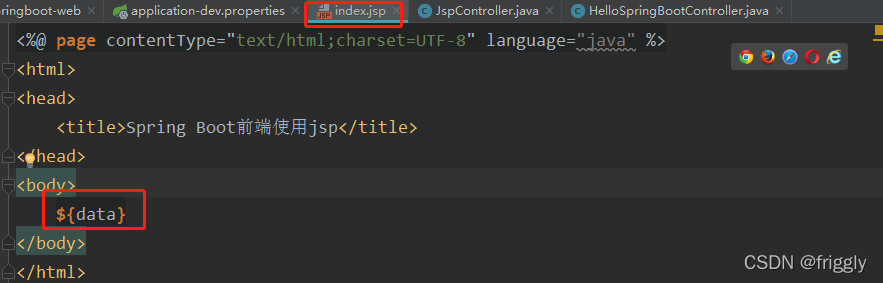 ringboot-web × application-dev.properties × index.jsp × JspController.java × HelloSpringBootController.java ×
<%@ page contentType="text/html;charset=UTF-8" language="java" %>
<html>
<head>
<title>Spring Boot前端使用jsp</title>
</head>
<body>
${data}
</body>
</html>
CSDN @friggly